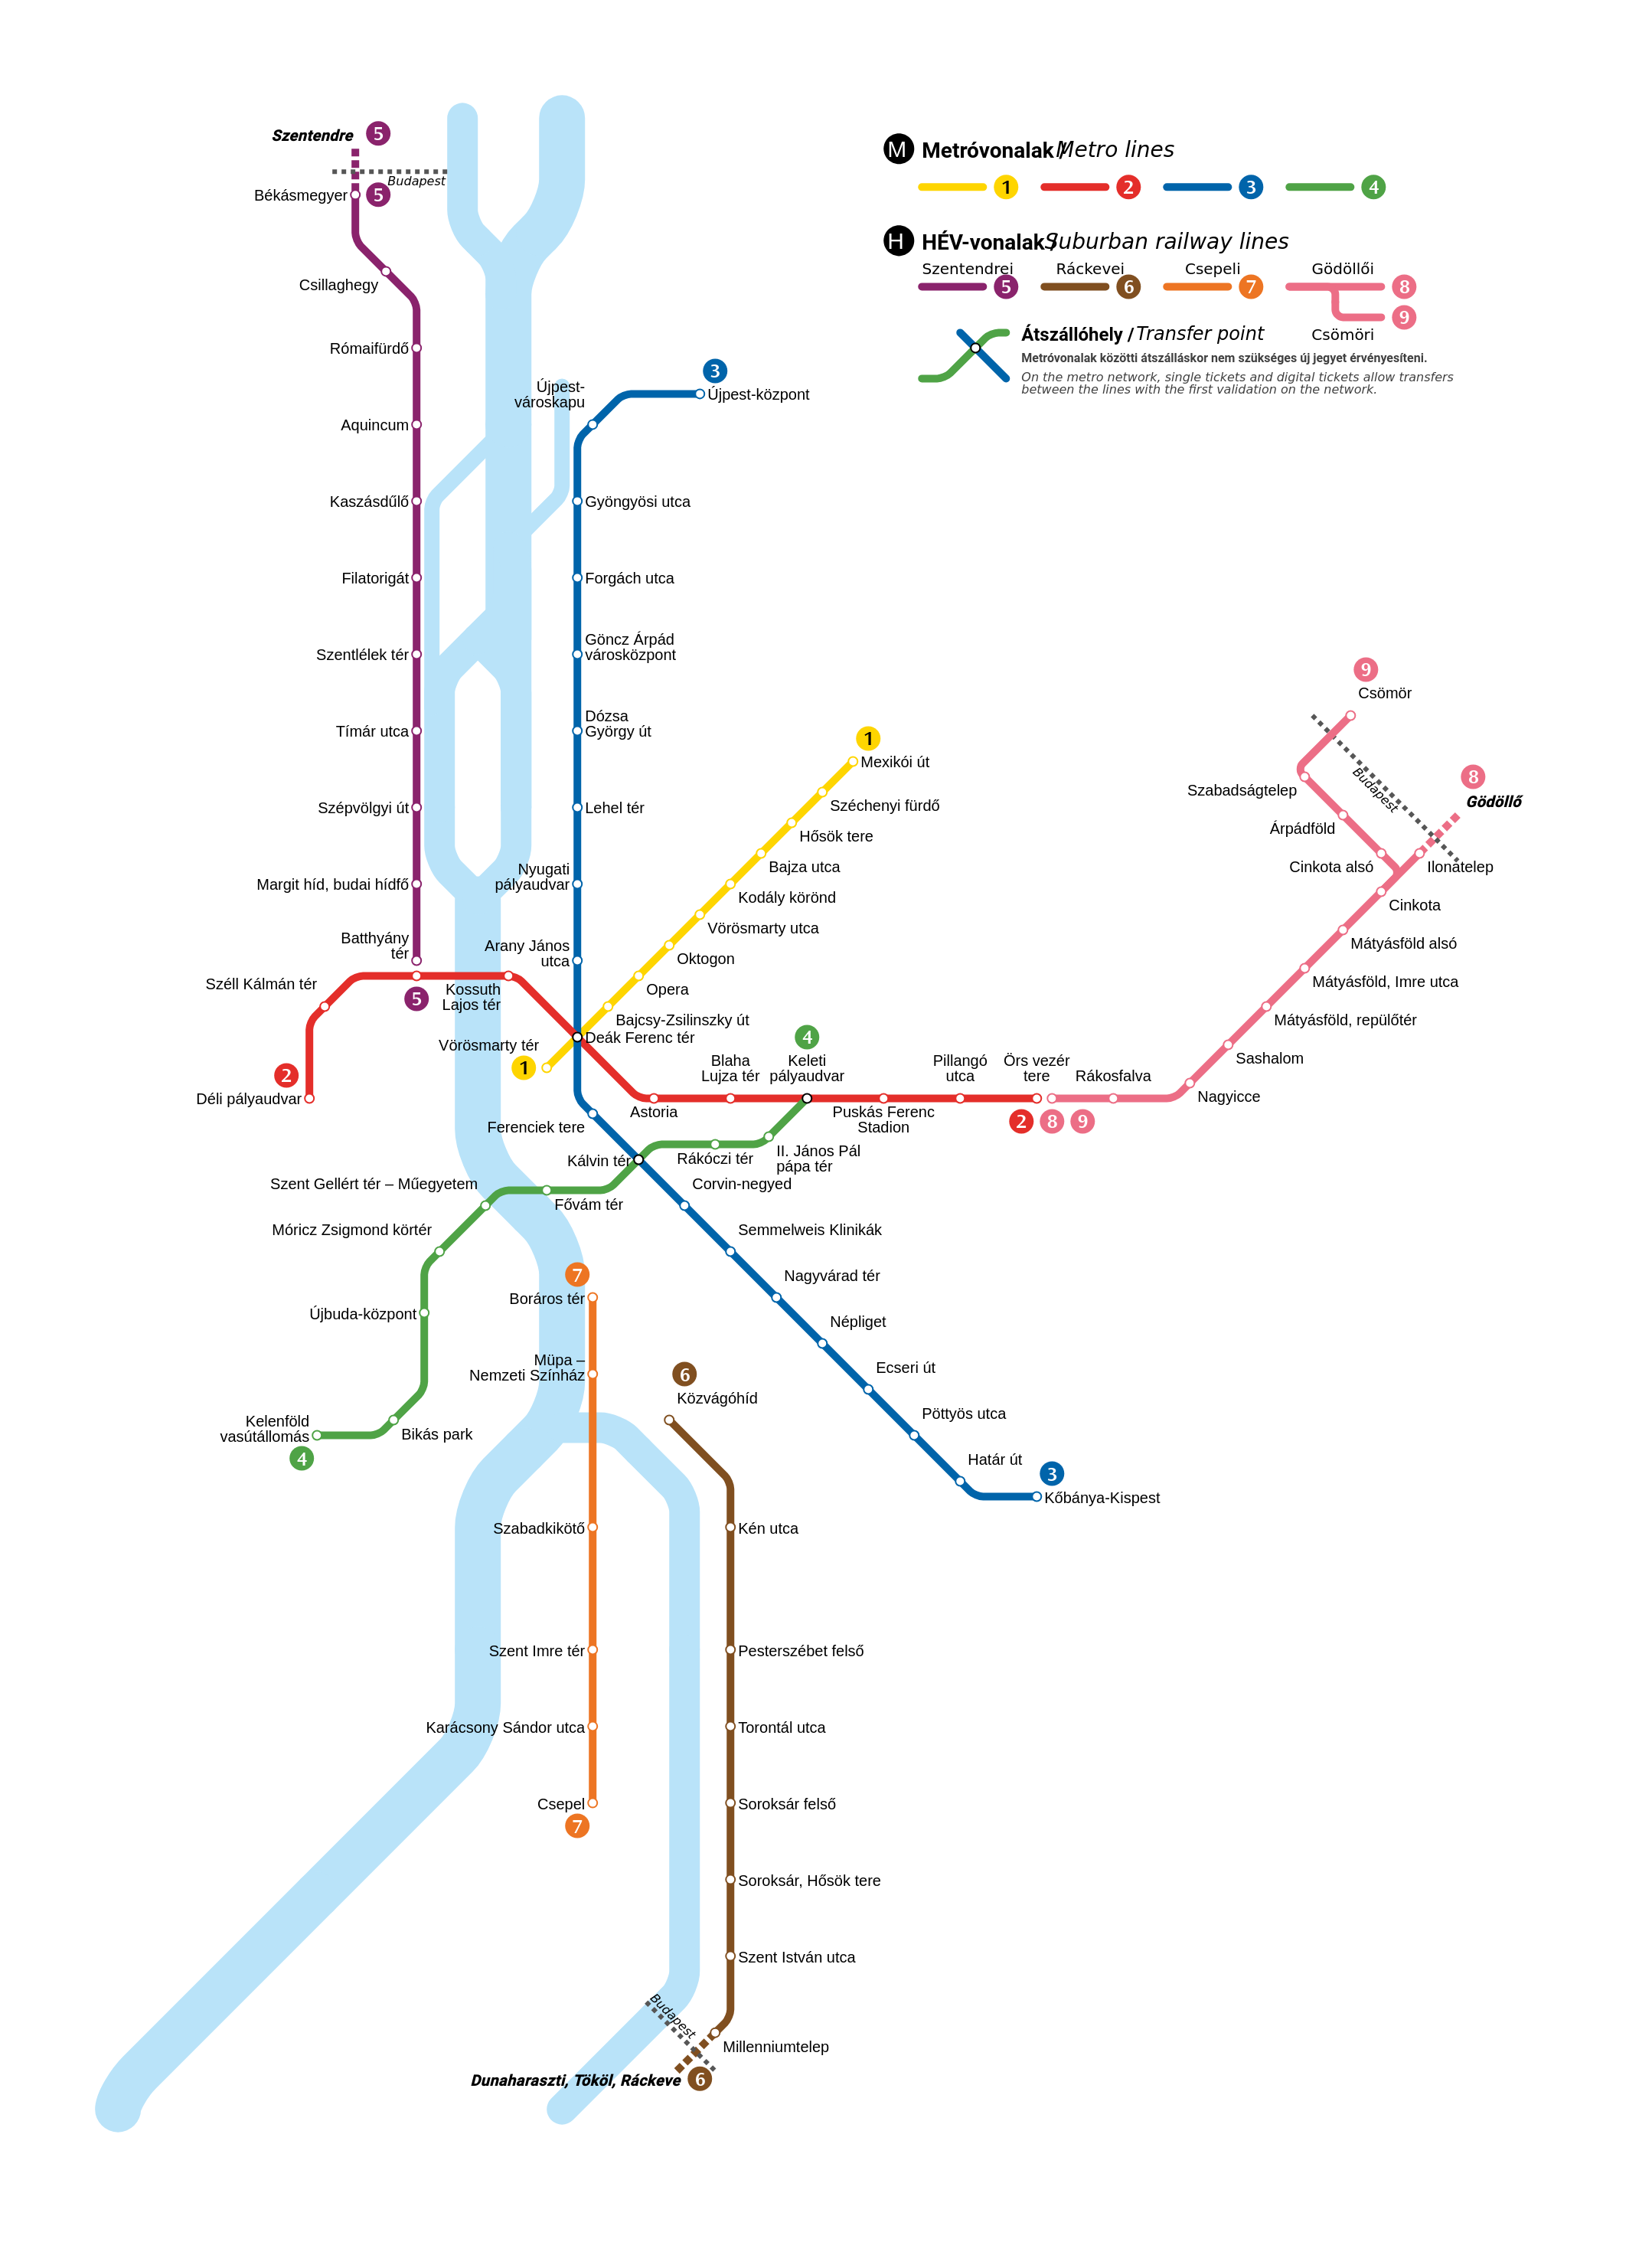 Szentendre 5
Budapest
Békásmegyer 5
Csillaghegy
Rómaifürdő
Aquincum
Kaszásdűlő
Filatorigát
Szentlélek tér
Tímár utca
Szépvölgyi út
Margit híd, budai hídfő
Batthyány
tér
5
M Metróvonalak / Metro lines
1 2 3 4
H HÉV-vonalak / Suburban railway lines
Szentendrei Ráckevei Csepeli Gödöllői
5 6 7 8
9
Csömöri
Átszállóhely / Transfer point
Metróvonalak közötti átszálláskor nem szükséges új jegyet érvényesíteni.
On the metro network, single tickets and digital tickets allow transfers
between the lines with the first validation on the network.
3
Újpest-központ
Újpest-
városkapu
Gyöngyösi utca
Forgách utca
Göncz Árpád
városközpont
Dózsa
György út
Lehel tér
Nyugati
pályaudvar
Arany János
utca
1
Mexikói út
Széchenyi fürdő
Hősök tere
Bajza utca
Kodály körönd
Vörösmarty utca
Oktogon
Opera
Bajcsy-Zsilinszky út
Deák Ferenc tér
Vörösmarty tér
1
Széll Kálmán tér
Kossuth
Lajos tér
2
Déli pályaudvar
Astoria
Blaha
Lujza tér
4
Keleti
pályaudvar
Puskás Ferenc
Stadion
Pillangó
utca
Örs vezér
tere
2 8 9
Rákosfalva
Nagyicce
Sashalom
Mátyásföld, repülőtér
Mátyásföld, Imre utca
Mátyásföld alsó
Cinkota
Cinkota alsó
Ilonatelep
Árpádföld
Szabadságtelep
Budapest
9
Csömör
8
Gödöllő
Ferenciek tere
Kálvin tér
Rákóczi tér
II. János Pál
pápa tér
Szent Gellért tér – Műegyetem
Fővám tér
Corvin-negyed
Móricz Zsigmond körtér
Semmelweis Klinikák
Nagyvárad tér
Újbuda-központ
Népliget
Ecseri út
Kelenföld
vasútállomás
4
Bikás park
Pöttyös utca
Határ út
3
Kőbánya-Kispest
7
Boráros tér
Müpa –
Nemzeti Színház
Szabadkikötő
Szent Imre tér
Karácsony Sándor utca
Csepel
7
6
Közvágóhíd
Kén utca
Pesterszébet felső
Torontál utca
Soroksár felső
Soroksár, Hősök tere
Szent István utca
Budapest
Millenniumtelep
Dunaharaszti, Tököl, Ráckeve 6